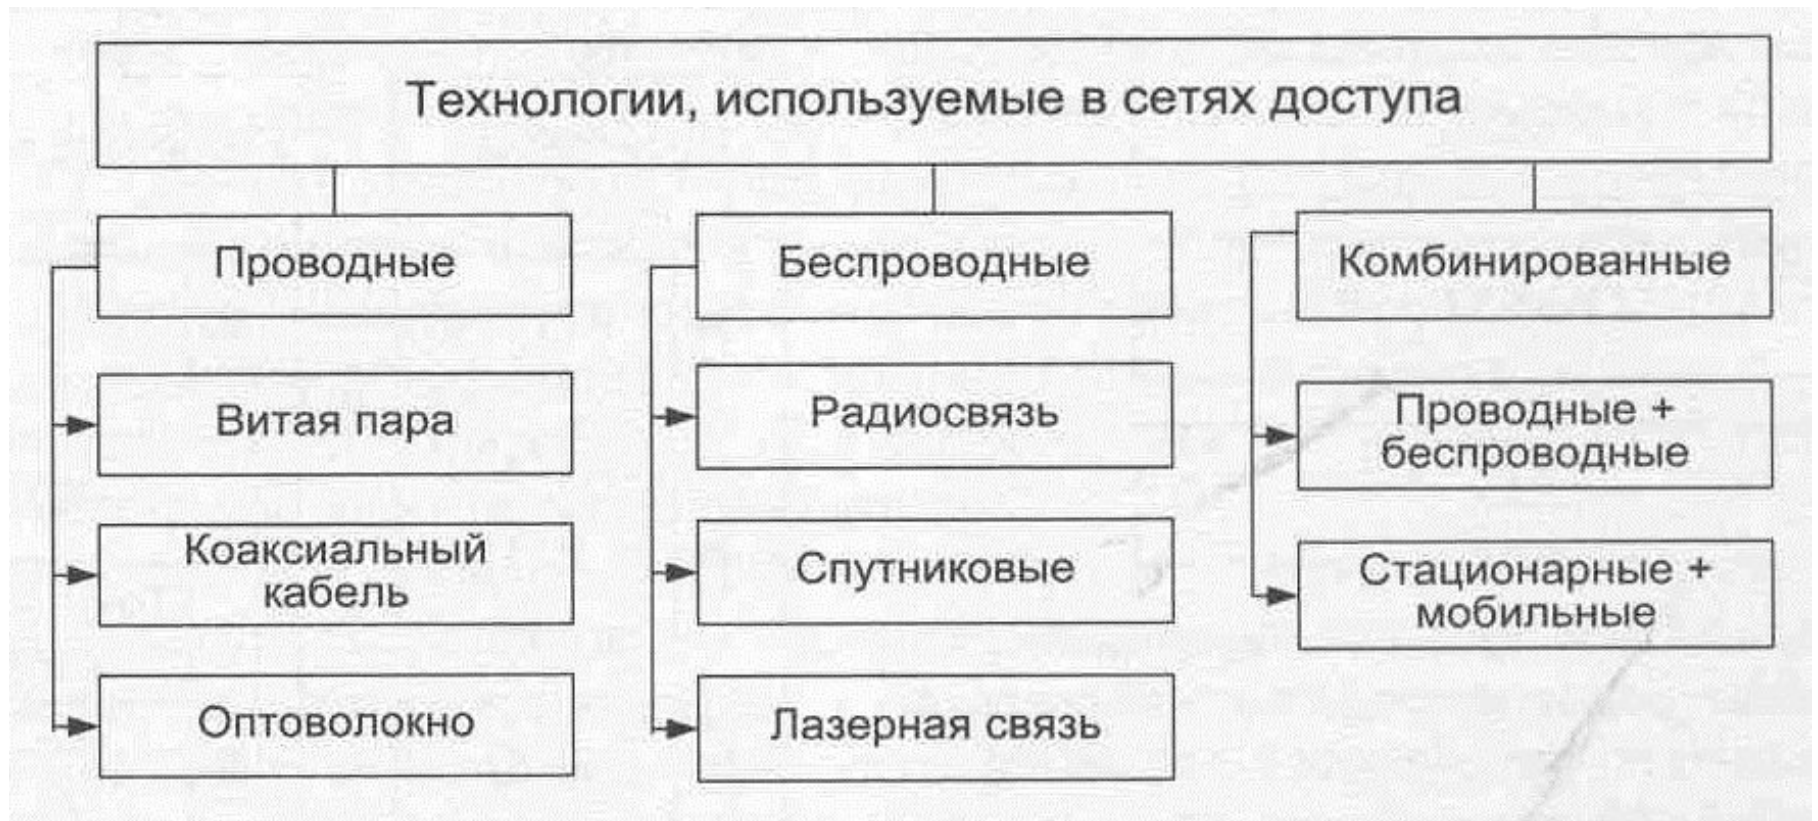 Технологии, используемые в сетях доступа
Проводные
Витая пара
Коаксиальный
кабель
Оптоволокно
Беспроводные
Радиосвязь
Спутниковые
Лазерная связь
Комбинированные
Проводные +
беспроводные
Стационарные +
мобильные